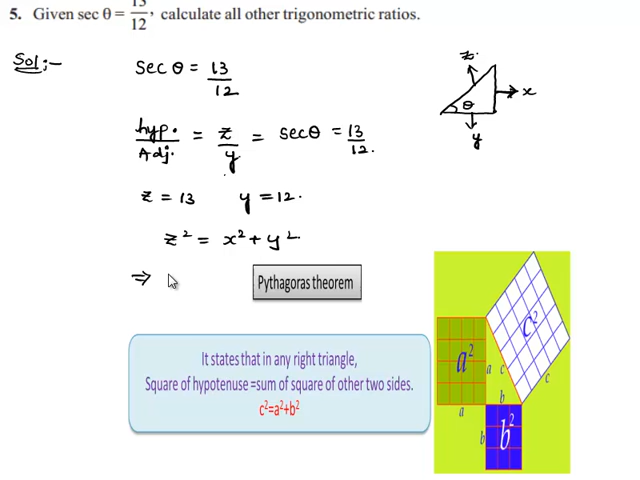 5. Given sec θ = 13/12, calculate all other trigonometric ratios.
Sol:-
sec θ = 13/12
hyp./Adj. = z/y = secθ = 13/12.
z = 13 y = 12.
z² = x² + y²
⇒
z
x
θ
y
Pythagoras theorem
It states that in any right triangle,
Square of hypotenuse =sum of square of other two sides.
c²=a²+b²
a²
a
a
c²
c
c
b
b
b²